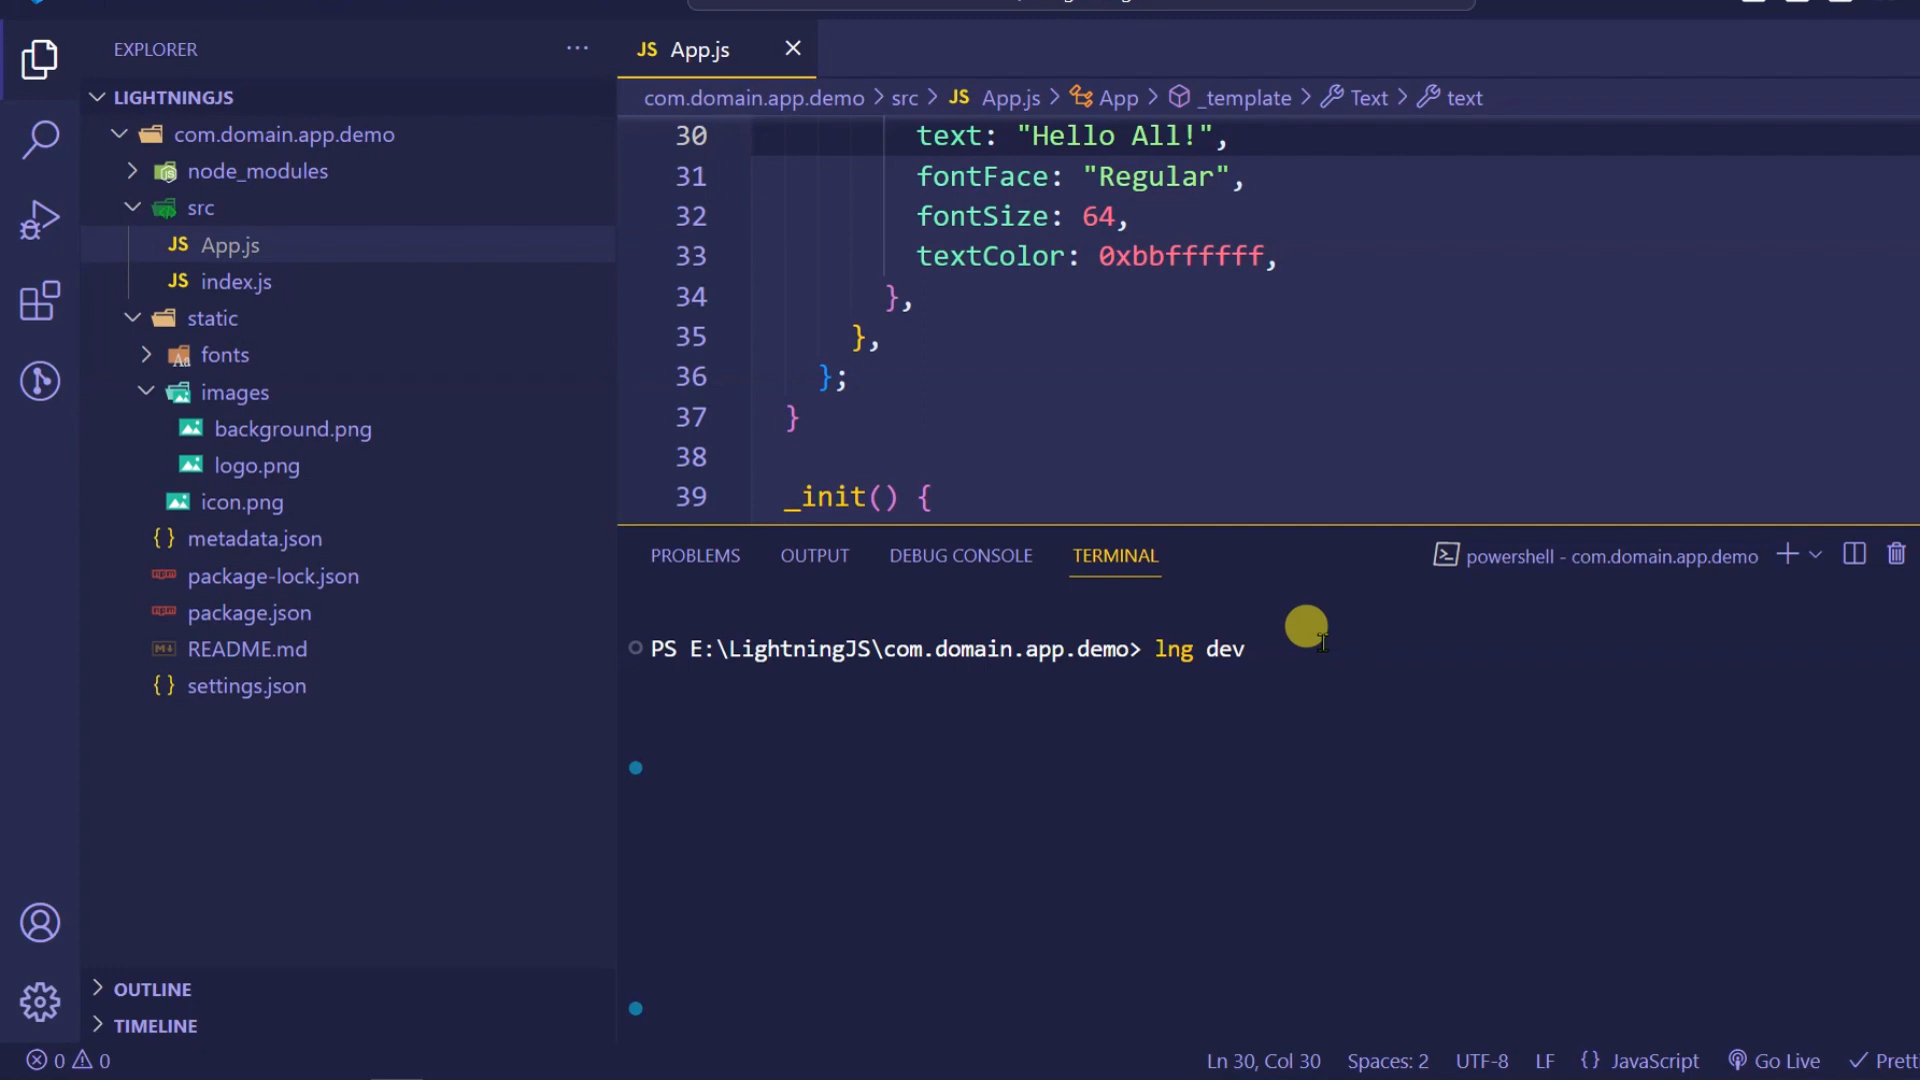 EXPLORER
LIGHTNINGJS
com.domain.app.demo
node_modules
src
JS App.js
JS index.js
static
fonts
images
background.png
logo.png
icon.png
{} metadata.json
package-lock.json
package.json
README.md
{} settings.json
OUTLINE
TIMELINE
JS App.js
com.domain.app.demo > src > JS App.js > App > _template > Text > text
30 text: "Hello All!",
31 fontFace: "Regular",
32 fontSize: 64,
33 textColor: 0xbbffffff,
34 },
35 },
36 };
37 }
38
39 _init() {
PROBLEMS OUTPUT DEBUG CONSOLE TERMINAL powershell - com.domain.app.demo
PS E:\LightningJS\com.domain.app.demo> lng dev
0 0 Ln 30, Col 30 Spaces: 2 UTF-8 LF {} JavaScript Go Live Prett